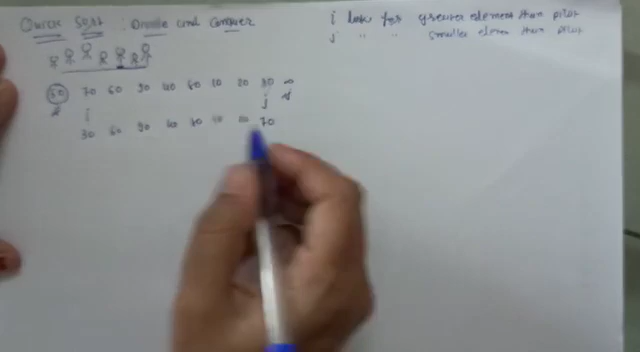 Quick Sort : Divide and Conquer
i look for greater element than pivot
j " " smaller elemen than pivot
50 70 60 90 40 80 10 20 30 ∞
i j
30 60 90 40 80 10 20 70